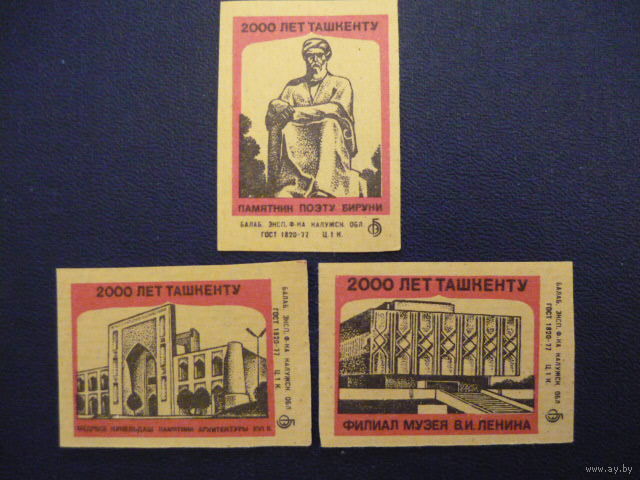 2000 ЛЕТ ТАШКЕНТУ
ПАМЯТНИК ПОЭТУ БИРУНИ
БАЛАБ. ЭКСП. Ф-КА КАЛУЖСК. ОБЛ
ГОСТ 1820-77 Ц. 1 К.
2000 ЛЕТ ТАШКЕНТУ
МЕДРЕСЕ КУКЕЛЬДАШ ПАМЯТНИК АРХИТЕКТУРЫ XVI В.
БАЛАБ. ЭКСП. Ф-КА КАЛУЖСК. ОБЛ
ГОСТ 1820-77 Ц. 1 К.
2000 ЛЕТ ТАШКЕНТУ
ФИЛИАЛ МУЗЕЯ В.И. ЛЕНИНА
БАЛАБ. ЭКСП. Ф-КА КАЛУЖСК. ОБЛ
ГОСТ 1820-77 Ц. 1 К.
www.ay.by